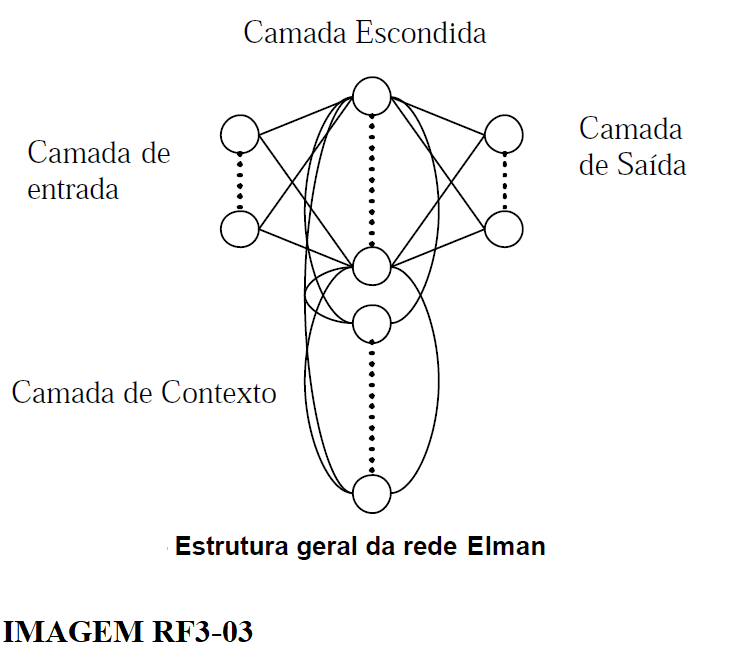 Camada Escondida
Camada de
entrada
Camada
de Saída
Camada de Contexto
Estrutura geral da rede Elman
IMAGEM RF3-03